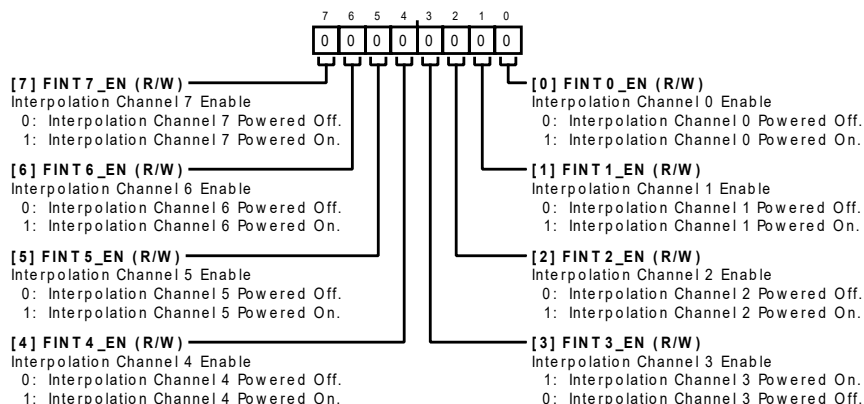 7 6 5 4 3 2 1 0
0 0 0 0 0 0 0 0
[7] FINT7_EN (R/W)
Interpolation Channel 7 Enable
0: Interpolation Channel 7 Powered Off.
1: Interpolation Channel 7 Powered On.
[6] FINT6_EN (R/W)
Interpolation Channel 6 Enable
0: Interpolation Channel 6 Powered Off.
1: Interpolation Channel 6 Powered On.
[5] FINT5_EN (R/W)
Interpolation Channel 5 Enable
0: Interpolation Channel 5 Powered Off.
1: Interpolation Channel 5 Powered On.
[4] FINT4_EN (R/W)
Interpolation Channel 4 Enable
0: Interpolation Channel 4 Powered Off.
1: Interpolation Channel 4 Powered On.
[0] FINT0_EN (R/W)
Interpolation Channel 0 Enable
0: Interpolation Channel 0 Powered Off.
1: Interpolation Channel 0 Powered On.
[1] FINT1_EN (R/W)
Interpolation Channel 1 Enable
0: Interpolation Channel 1 Powered Off.
1: Interpolation Channel 1 Powered On.
[2] FINT2_EN (R/W)
Interpolation Channel 2 Enable
0: Interpolation Channel 2 Powered Off.
1: Interpolation Channel 2 Powered On.
[3] FINT3_EN (R/W)
Interpolation Channel 3 Enable
1: Interpolation Channel 3 Powered On.
0: Interpolation Channel 3 Powered Off.